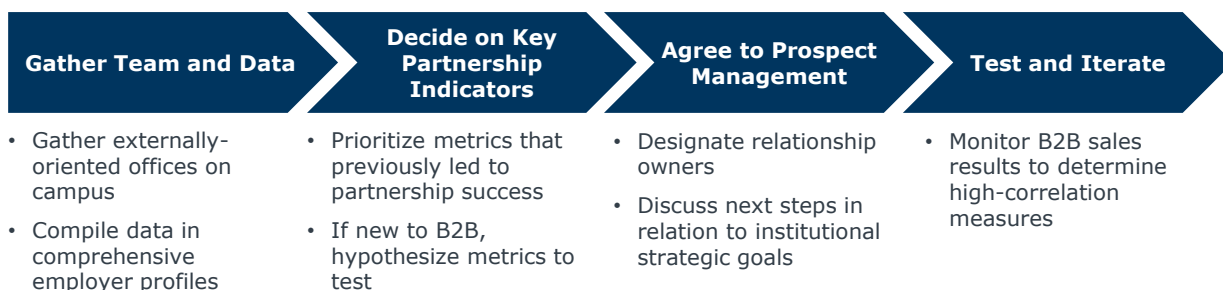 Gather Team and Data
Decide on Key
Partnership
Indicators
Agree to Prospect
Management
Test and Iterate
• Gather externally-
oriented offices on
campus
• Compile data in
comprehensive
employer profiles
• Prioritize metrics that
previously led to
partnership success
• If new to B2B,
hypothesize metrics to
test
• Designate relationship
owners
• Discuss next steps in
relation to institutional
strategic goals
• Monitor B2B sales
results to determine
high-correlation
measures